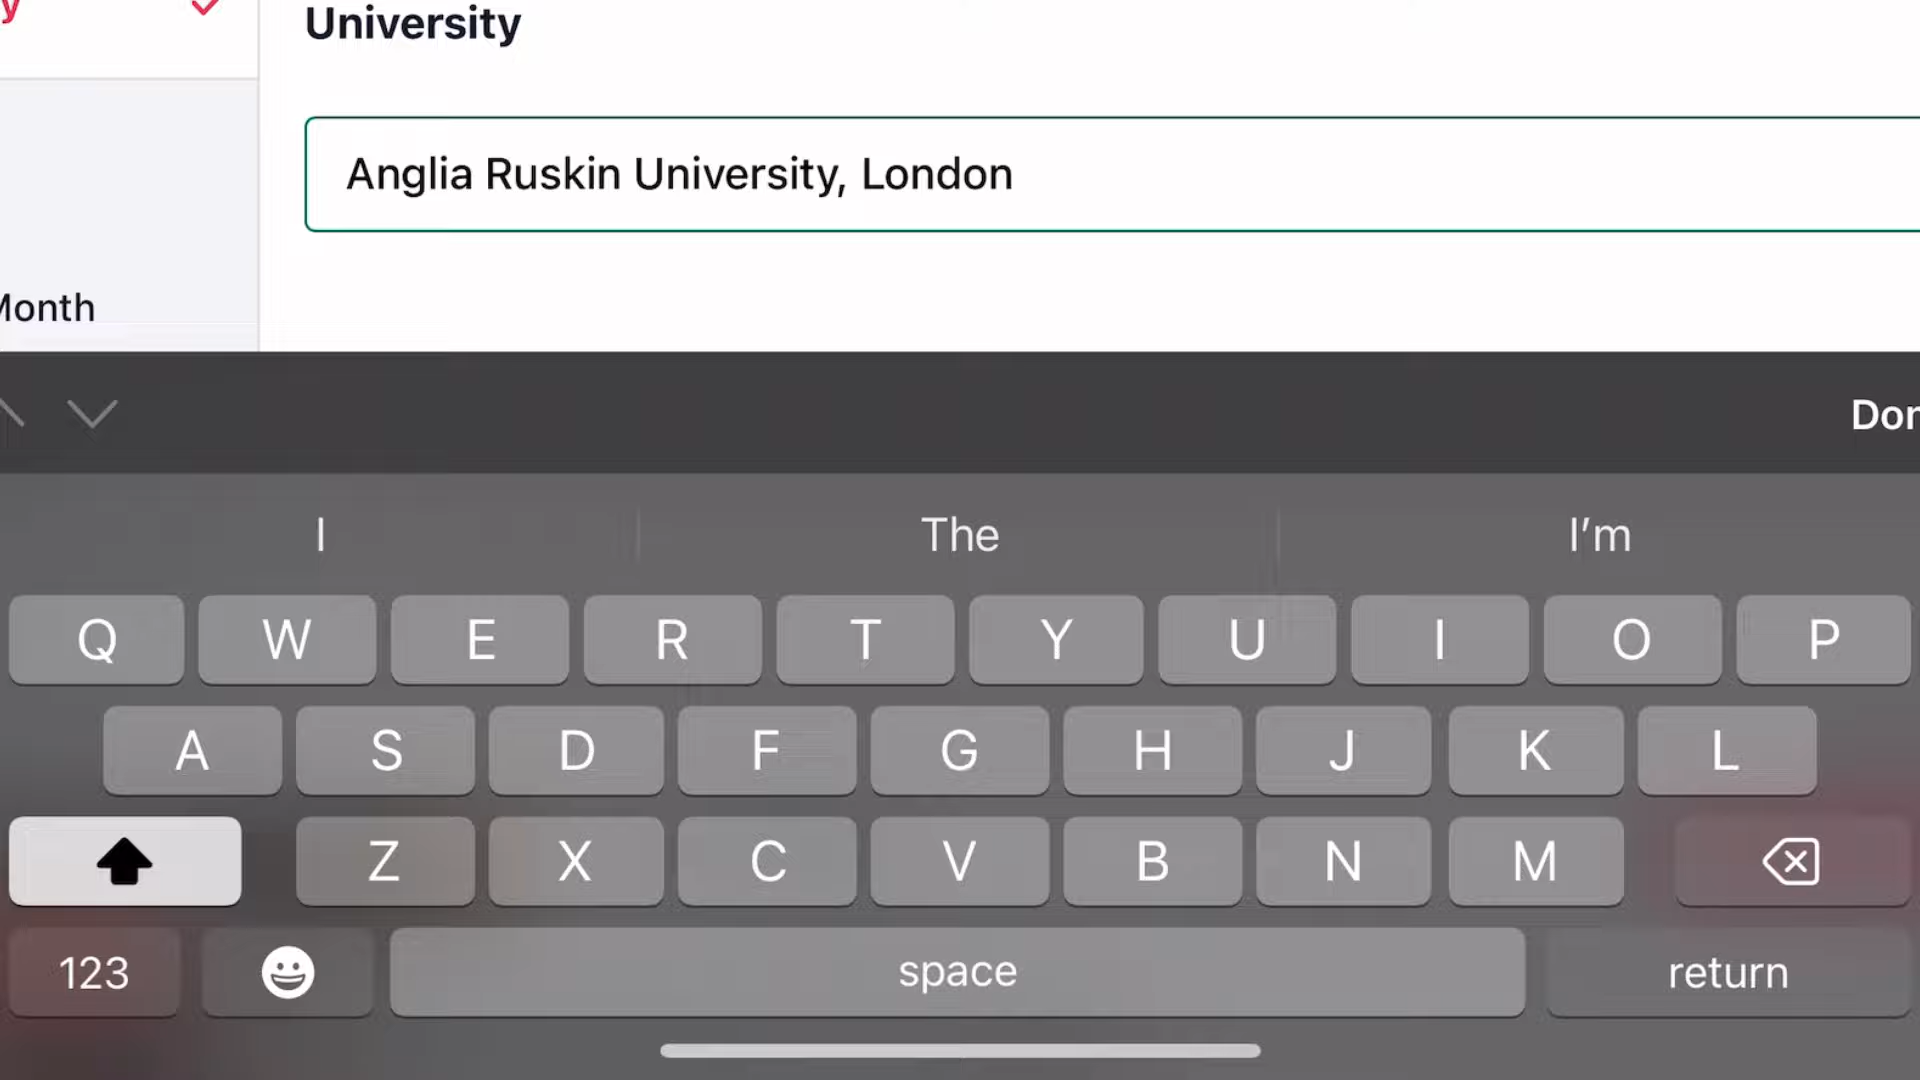 University
Anglia Ruskin University, London
Month
I The I’m
Q W E R T Y U I O P
A S D F G H J K L
Z X C V B N M
123 space return